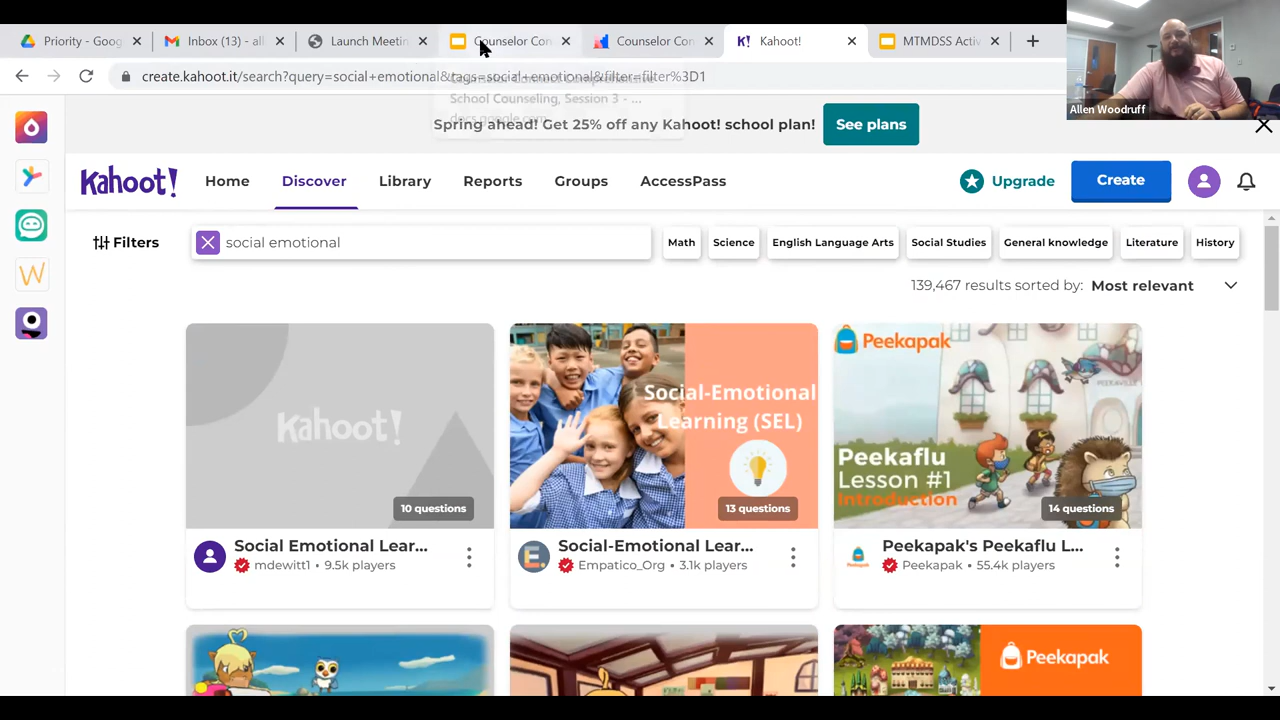 Priority - Goog
Inbox (13) - all
Launch Meetin
Counselor Con
Counselor Con
Kahoot!
MTMDSS Activ
create.kahoot.it/search?query=social+emotional&tags=social+emotional&filter=filter%3D1
School Counseling, Session 3 - ...
docs.google.com
Allen Woodruff
Spring ahead! Get 25% off any Kahoot! school plan!
See plans
Kahoot!
Home
Discover
Library
Reports
Groups
AccessPass
Upgrade
Create
Filters
social emotional
Math
Science
English Language Arts
Social Studies
General knowledge
Literature
History
139,467 results sorted by: Most relevant
Kahoot!
10 questions
Social Emotional Lear...
mdewitt1 • 9.5k players
Social-Emotional
Learning (SEL)
13 questions
Social-Emotional Lear...
Empatico_Org • 3.1k players
Peekapak
PEEKAVILLE
Peekaflu
Lesson #1
Introduction
14 questions
Peekapak's Peekaflu L...
Peekapak • 55.4k players
Peekapak